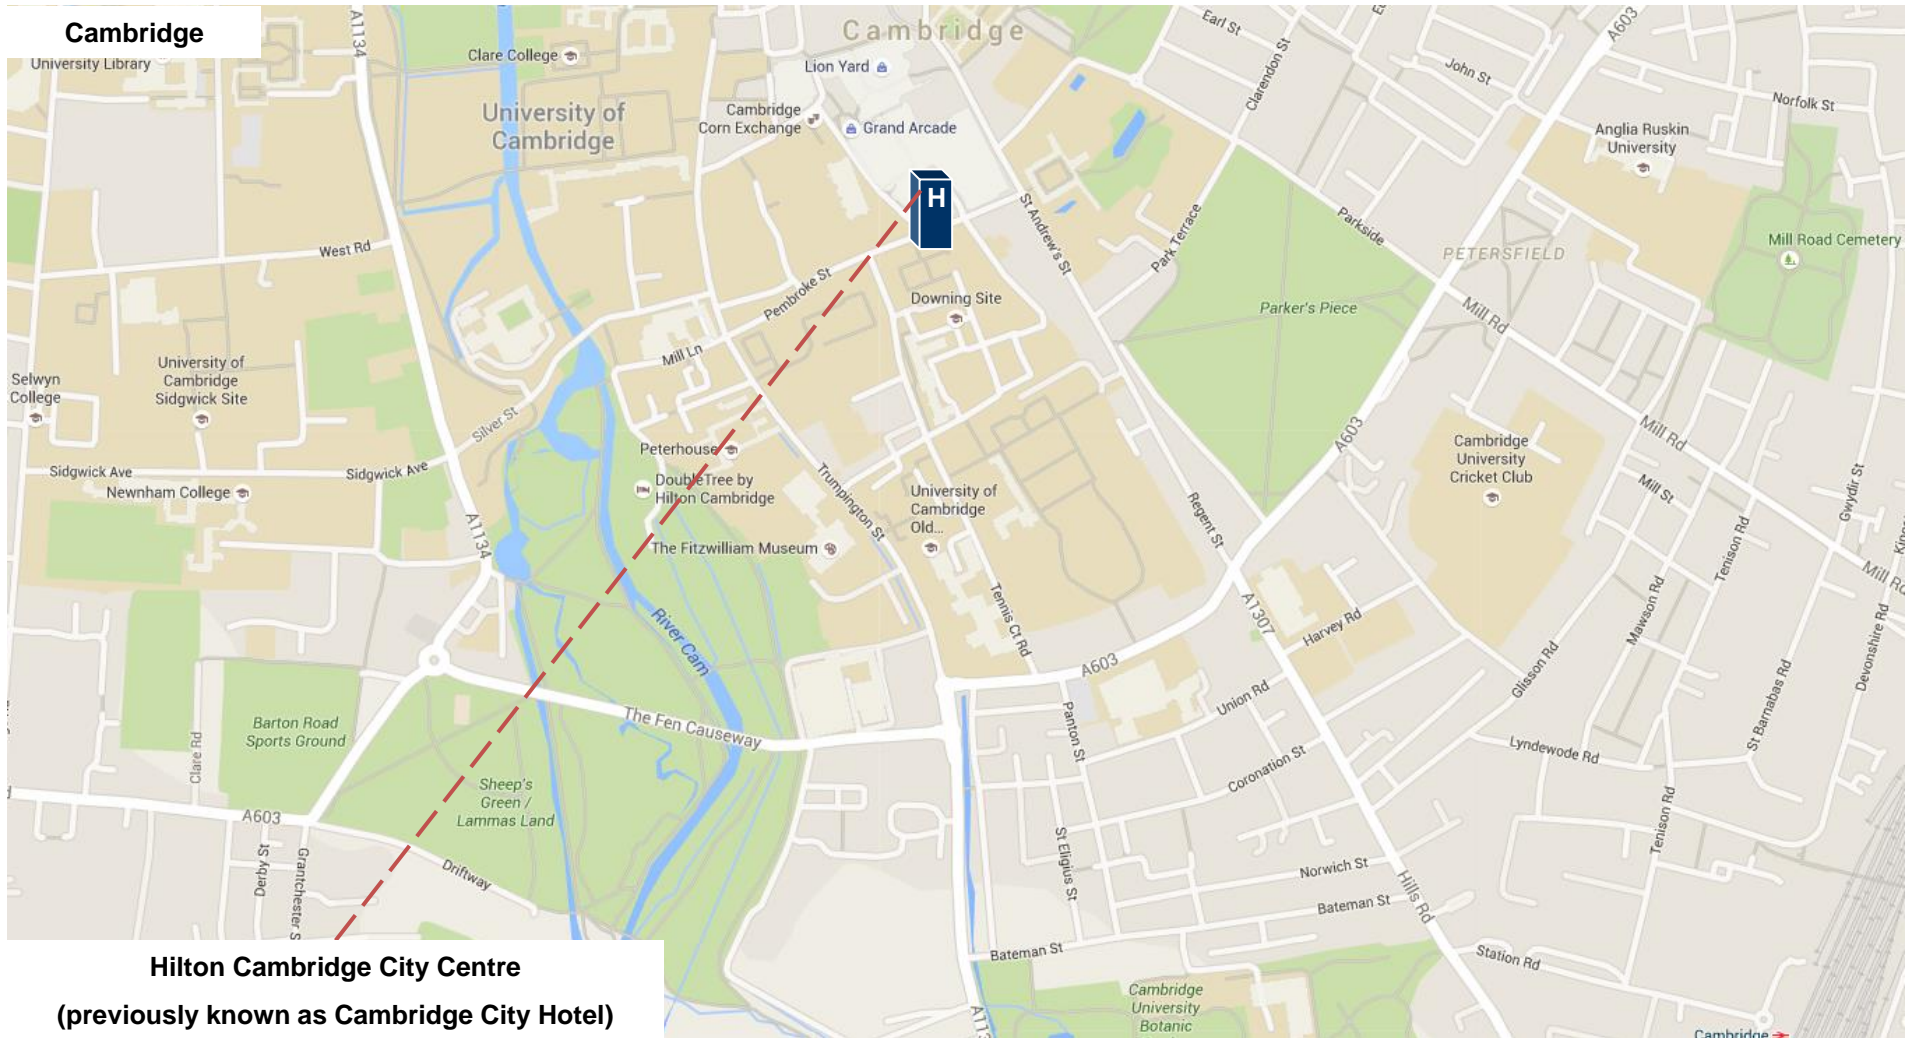 Cambridge
University Library
A1134
Clare College
Cambridge
Lion Yard
Earl St
Clarendon St
A603
John St
Norfolk St
University of
Cambridge
Cambridge
Corn Exchange
Grand Arcade
Anglia Ruskin
University
H
St Andrew's St
Park Terrace
Parkside
PETERSFIELD
Mill Road Cemetery
West Rd
Pembroke St
Downing Site
Parker's Piece
Mill Rd
Mill Ln
University of
Cambridge
Sidgwick Site
Selwyn
College
Silver St
A603
Mill Rd
Cambridge
University
Cricket Club
Peterhouse
Sidgwick Ave
Sidgwick Ave
Newnham College
DoubleTree by
Hilton Cambridge
Trumpington St
University of
Cambridge
Old...
Regent St
Mill St
Gwydir St
Tenison Rd
A1134
The Fitzwilliam Museum
Mill Rd
River Cam
Tennis Ct Rd
A1307
Harvey Rd
Mawson Rd
Glisson Rd
Devonshire Rd
St Barnabas Rd
A603
Union Rd
Panton St
The Fen Causeway
Barton Road
Sports Ground
Clare Rd
Lyndewode Rd
Coronation St
Sheep's
Green /
Lammas Land
A603
Tenison Rd
Derby St
Grantchester S
Driftway
St Eligius St
Norwich St
Hills Rd
Bateman St
Bateman St
Station Rd
Hilton Cambridge City Centre
(previously known as Cambridge City Hotel)
Cambridge
University
Botanic
Cambridge